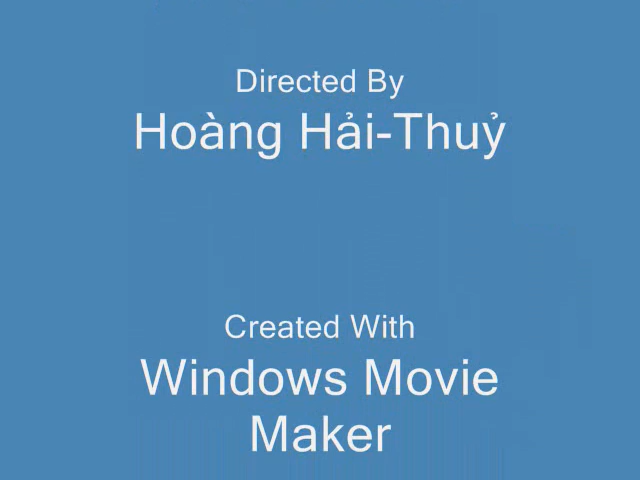 Directed By
Hoàng Hải-Thuỷ
Created With
Windows Movie
Maker